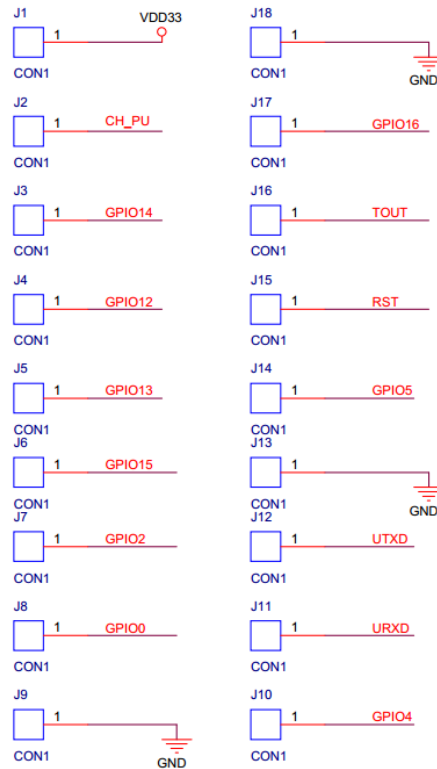 J1
VDD33
1
CON1
J2
CH_PU
1
CON1
J3
1
GPIO14
CON1
J4
1
GPIO12
CON1
J5
1
GPIO13
CON1
J6
1
GPIO15
CON1
J7
1
GPIO2
CON1
J8
1
GPIO0
CON1
J9
1
CON1
GND
J18
1
CON1
GND
J17
1
GPIO16
CON1
J16
1
TOUT
CON1
J15
1
RST
CON1
J14
1
GPIO5
CON1
J13
1
CON1
GND
J12
1
UTXD
CON1
J11
1
URXD
CON1
J10
1
GPIO4
CON1